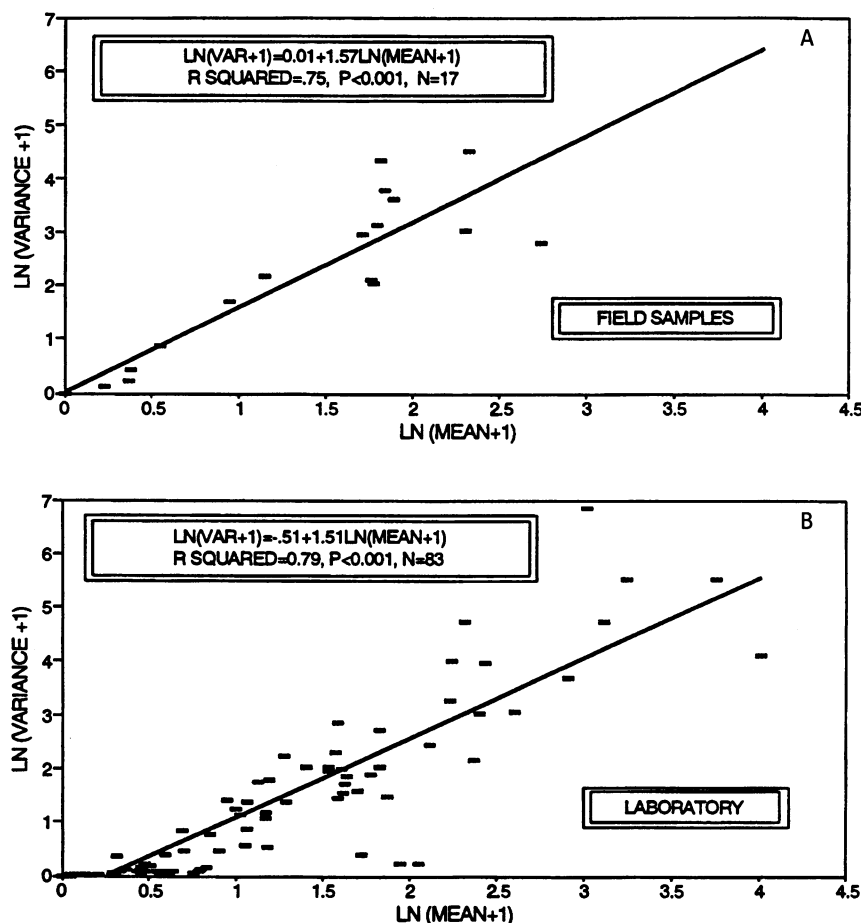 A
LN(VAR+1)=0.01+1.57LN(MEAN+1)
R SQUARED=.75, P<0.001, N=17
7
6
5
4
3
2
1
0
LN (VARIANCE +1)
FIELD SAMPLES
0 0.5 1 1.5 2 2.5 3 3.5 4 4.5
LN (MEAN+1)
B
LN(VAR+1)=-.51+1.51LN(MEAN+1)
R SQUARED=0.79, P<0.001, N=83
7
6
5
4
3
2
1
0
LN (VARIANCE +1)
LABORATORY
0 0.5 1 1.5 2 2.5 3 3.5 4 4.5
LN (MEAN+1)